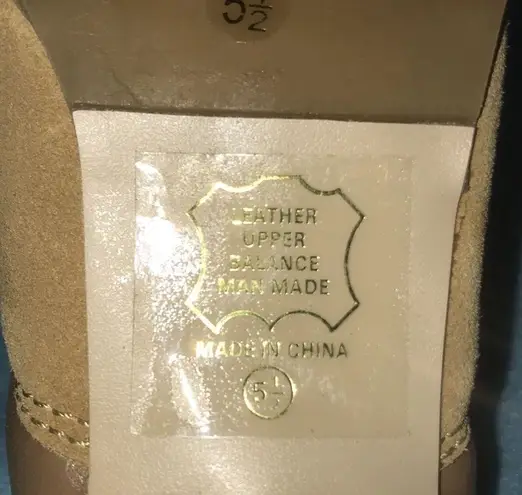 5½
LEATHER
UPPER
BALANCE
MAN MADE
MADE IN CHINA
5½